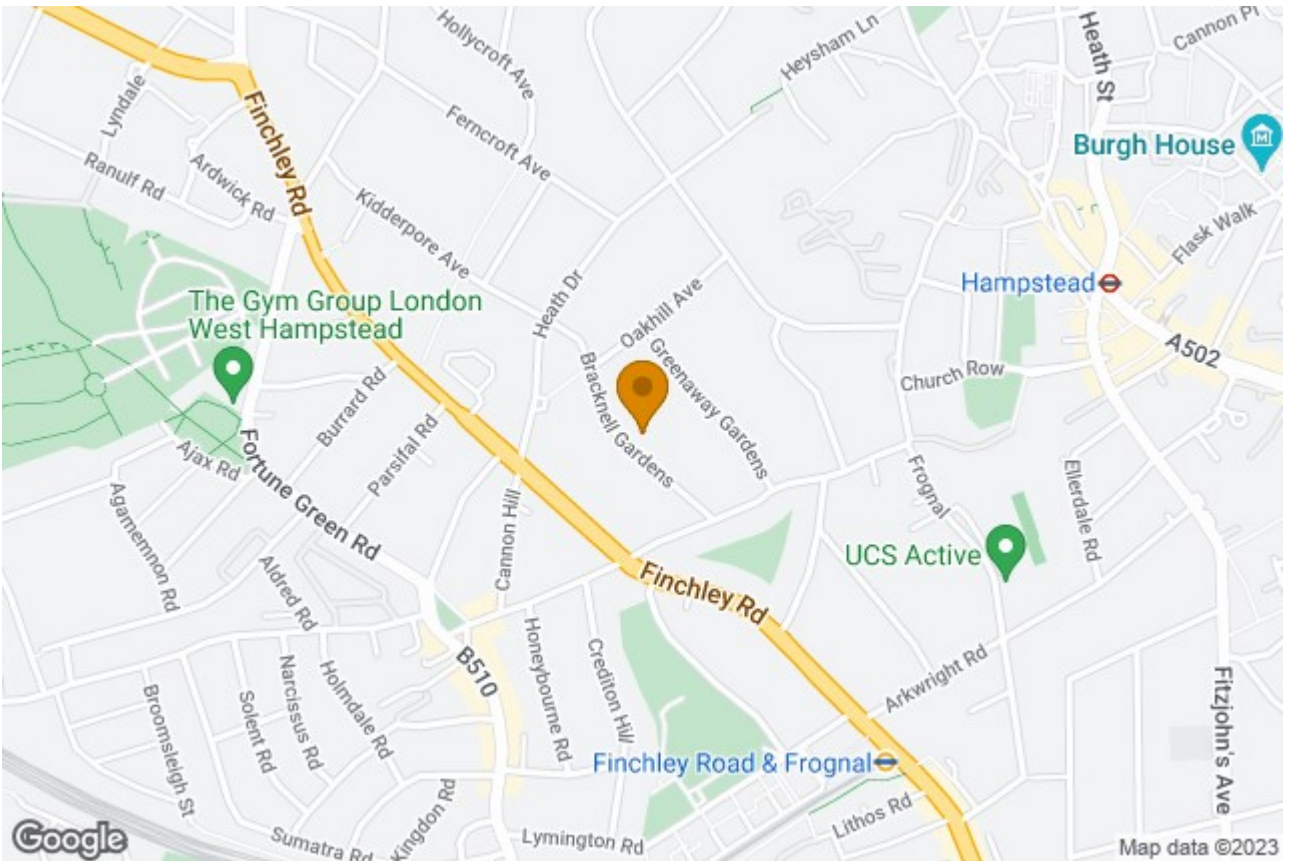 Hollycroft Ave
Heysham Ln
Heath St
Cannon Pl
Lyndale
Finchley Rd
Ferncroft Ave
Burgh House
Ranulf Rd
Ardwick Rd
Kidderpore Ave
Flask Walk
The Gym Group London
West Hampstead
Heath Dr
Oakhill Ave
Hampstead
A502
Greenaway Gardens
Church Row
Bracknell Gardens
Burrard Rd
Parsifal Rd
Ajax Rd
Fortune Green Rd
Agamemnon Rd
Cannon Hill
Frognal
Ellerdale Rd
UCS Active
Aldred Rd
Finchley Rd
Honeybourne Rd
Crediton Hill
B510
Arkwright Rd
Fitzjohn's Ave
Broomsleigh St
Solent Rd
Narcissus Rd
Holmdale Rd
Finchley Road & Frognal
Kingdon Rd
Lithos Rd
Google
Sumatra Rd
Lymington Rd
Map data ©2023